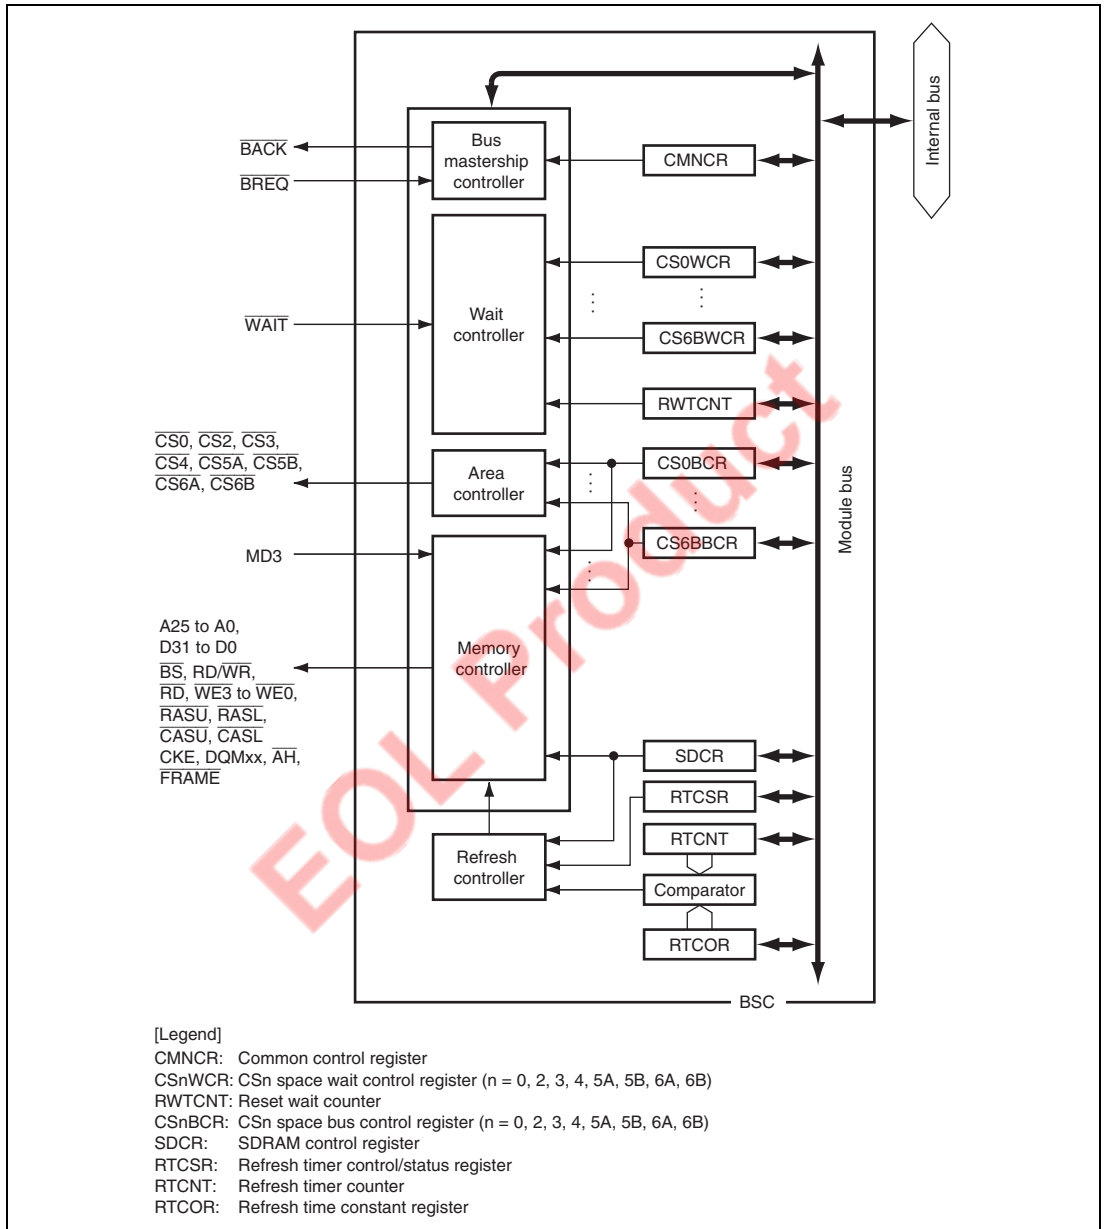 BACK
BREQ
WAIT
CS0, CS2, CS3,
CS4, CS5A, CS5B,
CS6A, CS6B
MD3
A25 to A0,
D31 to D0
BS, RD/WR,
RD, WE3 to WE0,
RASU, RASL,
CASU, CASL
CKE, DQMxx, AH,
FRAME
Bus
mastership
controller
Wait
controller
Area
controller
Memory
controller
Refresh
controller
CMNCR
CS0WCR
CS6BWCR
RWTCNT
CS0BCR
CS6BBCR
SDCR
RTCSR
RTCNT
Comparator
RTCOR
Module bus
Internal bus
BSC
EOL Product
[Legend]
CMNCR: Common control register
CSnWCR: CSn space wait control register (n = 0, 2, 3, 4, 5A, 5B, 6A, 6B)
RWTCNT: Reset wait counter
CSnBCR: CSn space bus control register (n = 0, 2, 3, 4, 5A, 5B, 6A, 6B)
SDCR: SDRAM control register
RTCSR: Refresh timer control/status register
RTCNT: Refresh timer counter
RTCOR: Refresh time constant register